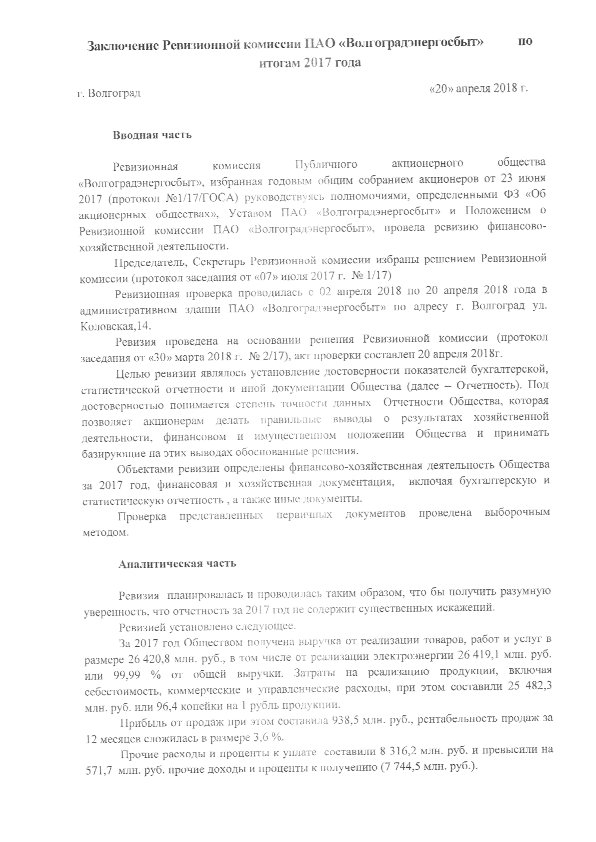 Заключение Ревизионной комиссии ПАО «Волгоградэнергосбыт» по
итогам 2017 года
г. Волгоград «20» апреля 2018 г.
Вводная часть
Ревизионная комиссия Публичного акционерного общества
«Волгоградэнергосбыт», избранная годовым общим собранием акционеров от 23 июня
2017 (протокол №1/17/ГОСА) руководствуясь полномочиями, определенными ФЗ «Об
акционерных обществах», Уставом ПАО «Волгоградэнергосбыт» и Положением о
Ревизионной комиссии ПАО «Волгоградэнергосбыт», провела ревизию финансово-
хозяйственной деятельности.
Председатель, Секретарь Ревизионной комиссии избраны решением Ревизионной
комиссии (протокол заседания от «07» июля 2017 г. № 1/17)
Ревизионная проверка проводилась с 02 апреля 2018 по 20 апреля 2018 года в
административном здании ПАО «Волгоградэнергосбыт» по адресу г. Волгоград ул.
Козловская,14.
Ревизия проведена на основании решения Ревизионной комиссии (протокол
заседания от «30» марта 2018 г. № 2/17), акт проверки составлен 20 апреля 2018г.
Целью ревизии являлось установление достоверности показателей бухгалтерской,
статистической отчетности и иной документации Общества (далее – Отчетность). Под
достоверностью понимается степень точности данных Отчетности Общества, которая
позволяет акционерам делать правильные выводы о результатах хозяйственной
деятельности, финансовом и имущественном положении Общества и принимать
базирующие на этих выводах обоснованные решения.
Объектами ревизии определены финансово-хозяйственная деятельность Общества
за 2017 год, финансовая и хозяйственная документация, включая бухгалтерскую и
статистическую отчетность , а также иные документы.
Проверка представленных первичных документов проведена выборочным
методом.
Аналитическая часть
Ревизия планировалась и проводилась таким образом, что бы получить разумную
уверенность, что отчетность за 2017 год не содержит существенных искажений.
Ревизией установлено следующее.
За 2017 год Обществом получена выручка от реализации товаров, работ и услуг в
размере 26 420,8 млн. руб., в том числе от реализации электроэнергии 26 419,1 млн. руб.
или 99,99 % от общей выручки. Затраты на реализацию продукции, включая
себестоимость, коммерческие и управленческие расходы, при этом составили 25 482,3
млн. руб. или 96,4 копейки на 1 рубль продукции.
Прибыль от продаж при этом составила 938,5 млн. руб., рентабельность продаж за
12 месяцев сложилась в размере 3,6 %.
Прочие расходы и проценты к уплате составили 8 316,2 млн. руб. и превысили на
571,7 млн. руб. прочие доходы и проценты к получению (7 744,5 млн. руб.).